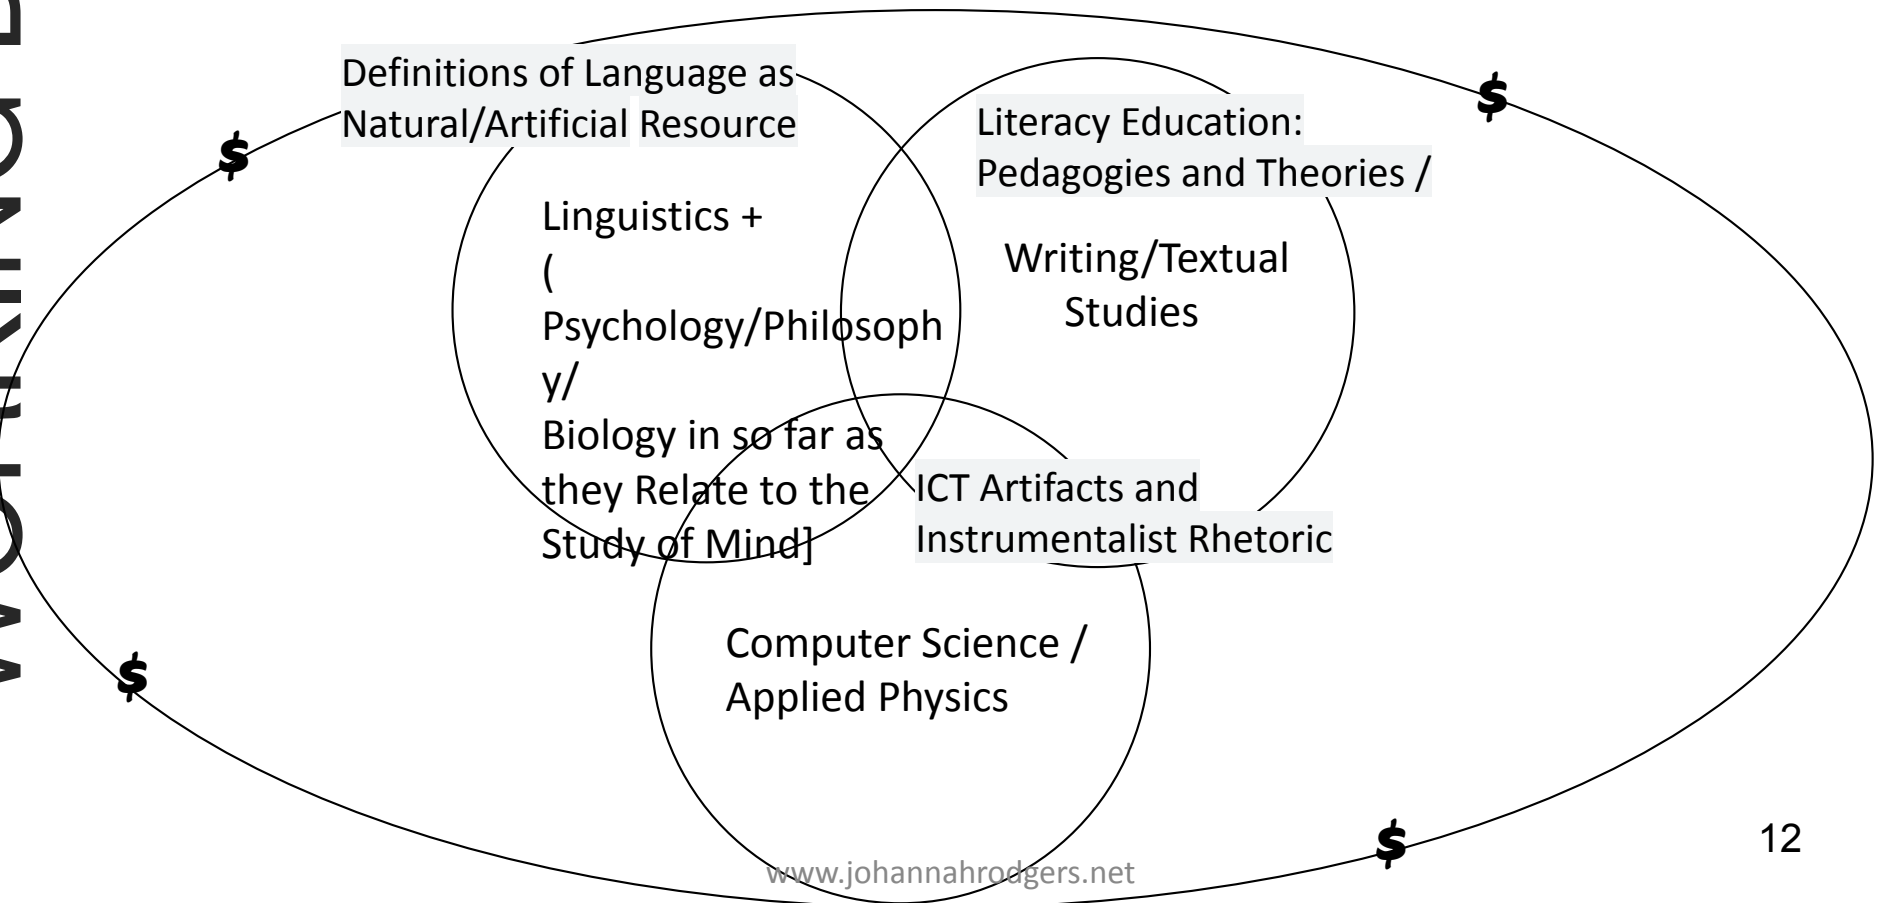 Definitions of Language as
Natural/Artificial Resource
Linguistics +
(
Psychology/Philosoph
y/
Biology in so far as
they Relate to the
Study of Mind]
Literacy Education:
Pedagogies and Theories /
Writing/Textual
Studies
ICT Artifacts and
Instrumentalist Rhetoric
Computer Science /
Applied Physics
$
$
$
$
www.johannahrodgers.net
12